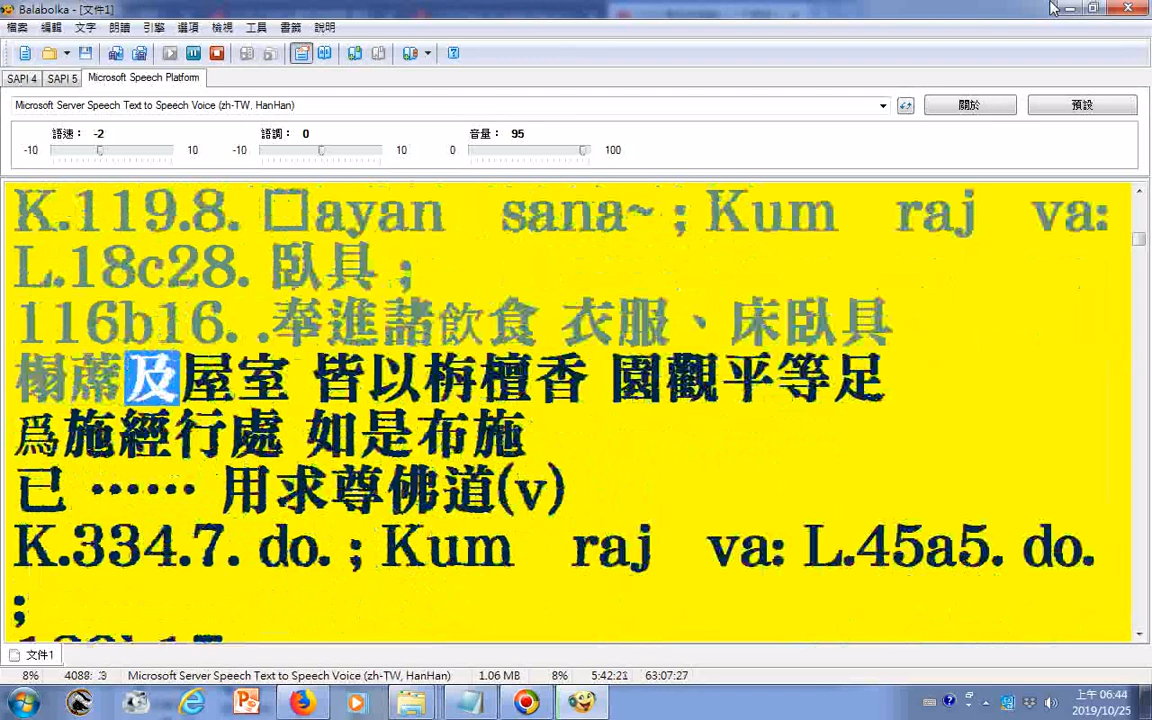 Balabolka - [文件1]
檔案 編輯 文字 朗讀 引擎 選項 檢視 工具 書籤 說明
SAPI 4 SAPI 5 Microsoft Speech Platform
Microsoft Server Speech Text to Speech Voice (zh-TW, HanHan) 關於 預設
語速： -2 語調： 0 音量： 95
-10 10 -10 10 0 100
K.119.8. □ayan sana~ ; Kum raj va:
L.18c28. 臥具 ;
116b16. .奉進諸飲食 衣服、床臥具
榻蓆及屋室 皆以栴檀香 園觀平等足
爲施經行處 如是布施
已 …… 用求尊佛道(v)
K.334.7. do. ; Kum raj va: L.45a5. do.
;
文件1
8% Microsoft Server Speech Text to Speech Voice (zh-TW, HanHan) 1.06 MB 8% 5:42:21 63:07:27
上午 06:44
2019/10/25